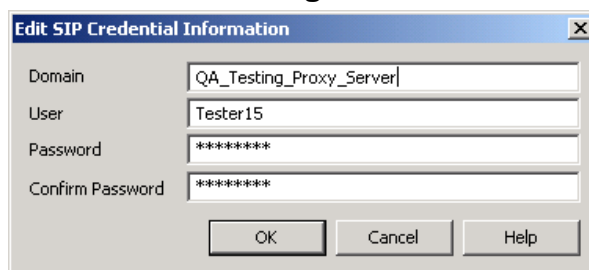 Edit SIP Credential Information
Domain QA_Testing_Proxy_Server
User Tester15
Password ********
Confirm Password ********
OK Cancel Help